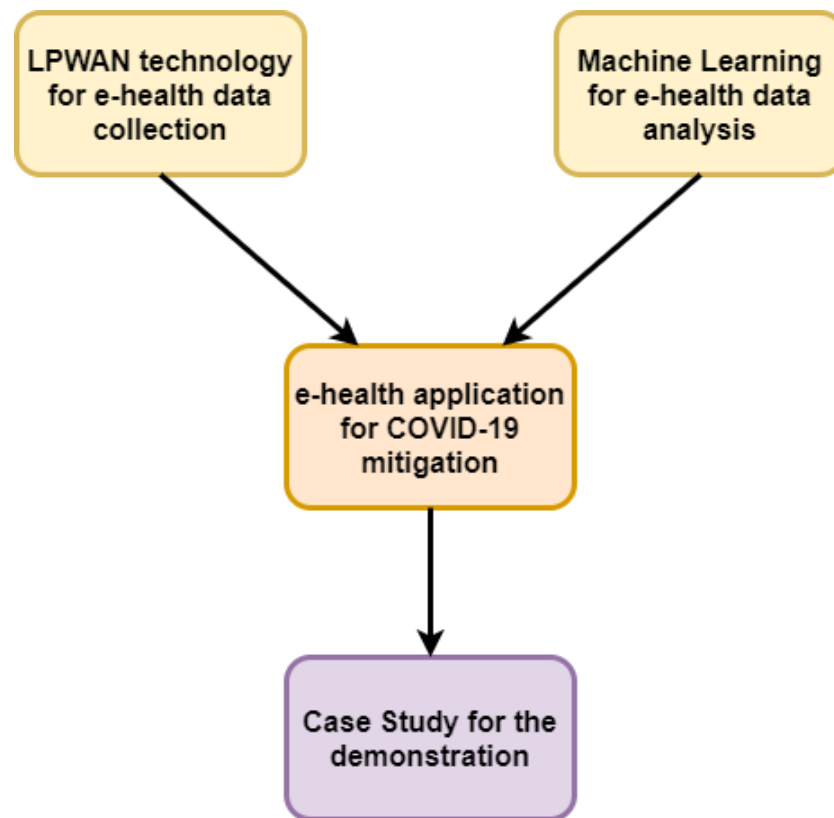 LPWAN technology
for e-health data
collection
Machine Learning
for e-health data
analysis
e-health application
for COVID-19
mitigation
Case Study for the
demonstration